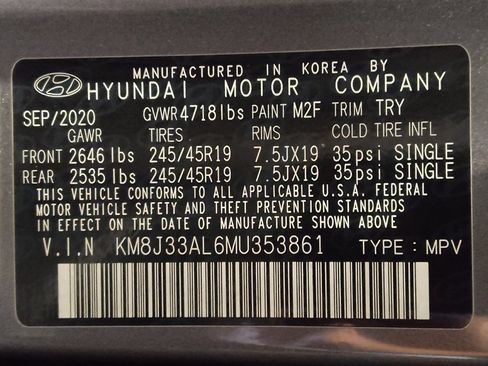 MANUFACTURED IN KOREA BY
HYUNDAI MOTOR COMPANY
SEP/2020 GVWR 4718 lbs PAINT M2F TRIM TRY
GAWR TIRES RIMS COLD TIRE INFL
FRONT 2646 lbs 245/45R19 7.5JX19 35psi SINGLE
REAR 2535 lbs 245/45R19 7.5JX19 35psi SINGLE
THIS VEHICLE CONFORMS TO ALL APPLICABLE U.S.A. FEDERAL
MOTOR VEHICLE SAFETY AND THEFT PREVENTION STANDARDS
IN EFFECT ON THE DATE OF MANUFACTURE SHOWN ABOVE.
V.I.N KM8J33AL6MU353861 TYPE : MPV